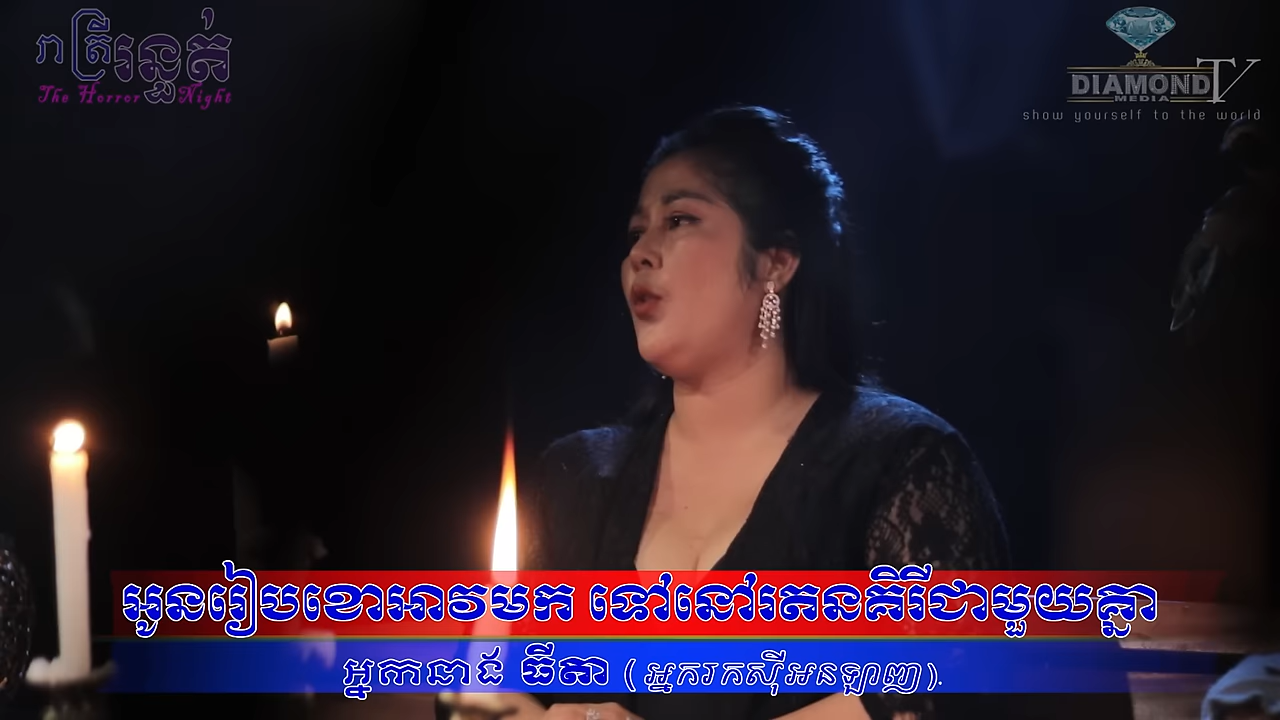 រាត្រីរន្ធត់
The Horror Night
DIAMOND TV
MEDIA
show yourself to the world
អូនរៀបខោអាវមក ទៅនៅរតនគិរីជាមួយគ្នា
អ្នកនាង ធីតា ( អ្នករកស៊ីអនឡាញ).